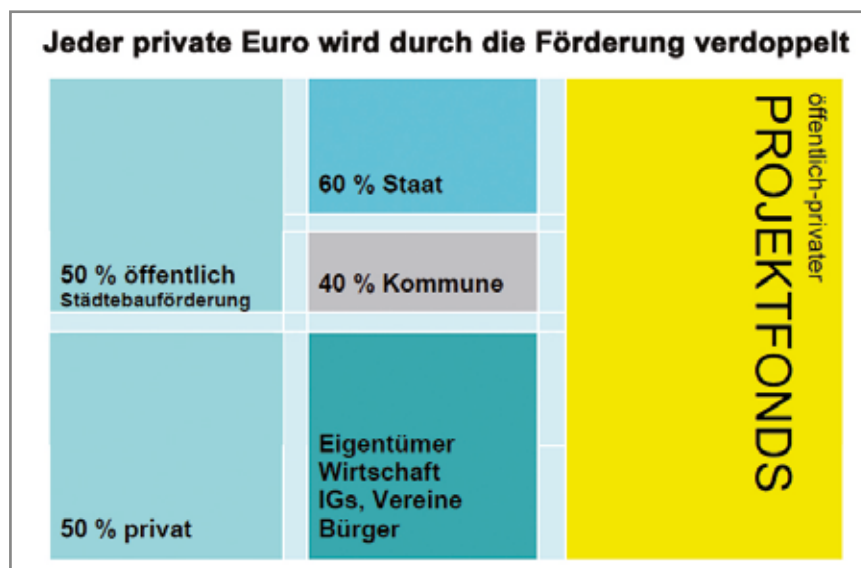 Jeder private Euro wird durch die Förderung verdoppelt
50 % öffentlich
Städtebauförderung
50 % privat
60 % Staat
40 % Kommune
Eigentümer
Wirtschaft
IGs, Vereine
Bürger
öffentlich-privater
PROJEKTFONDS